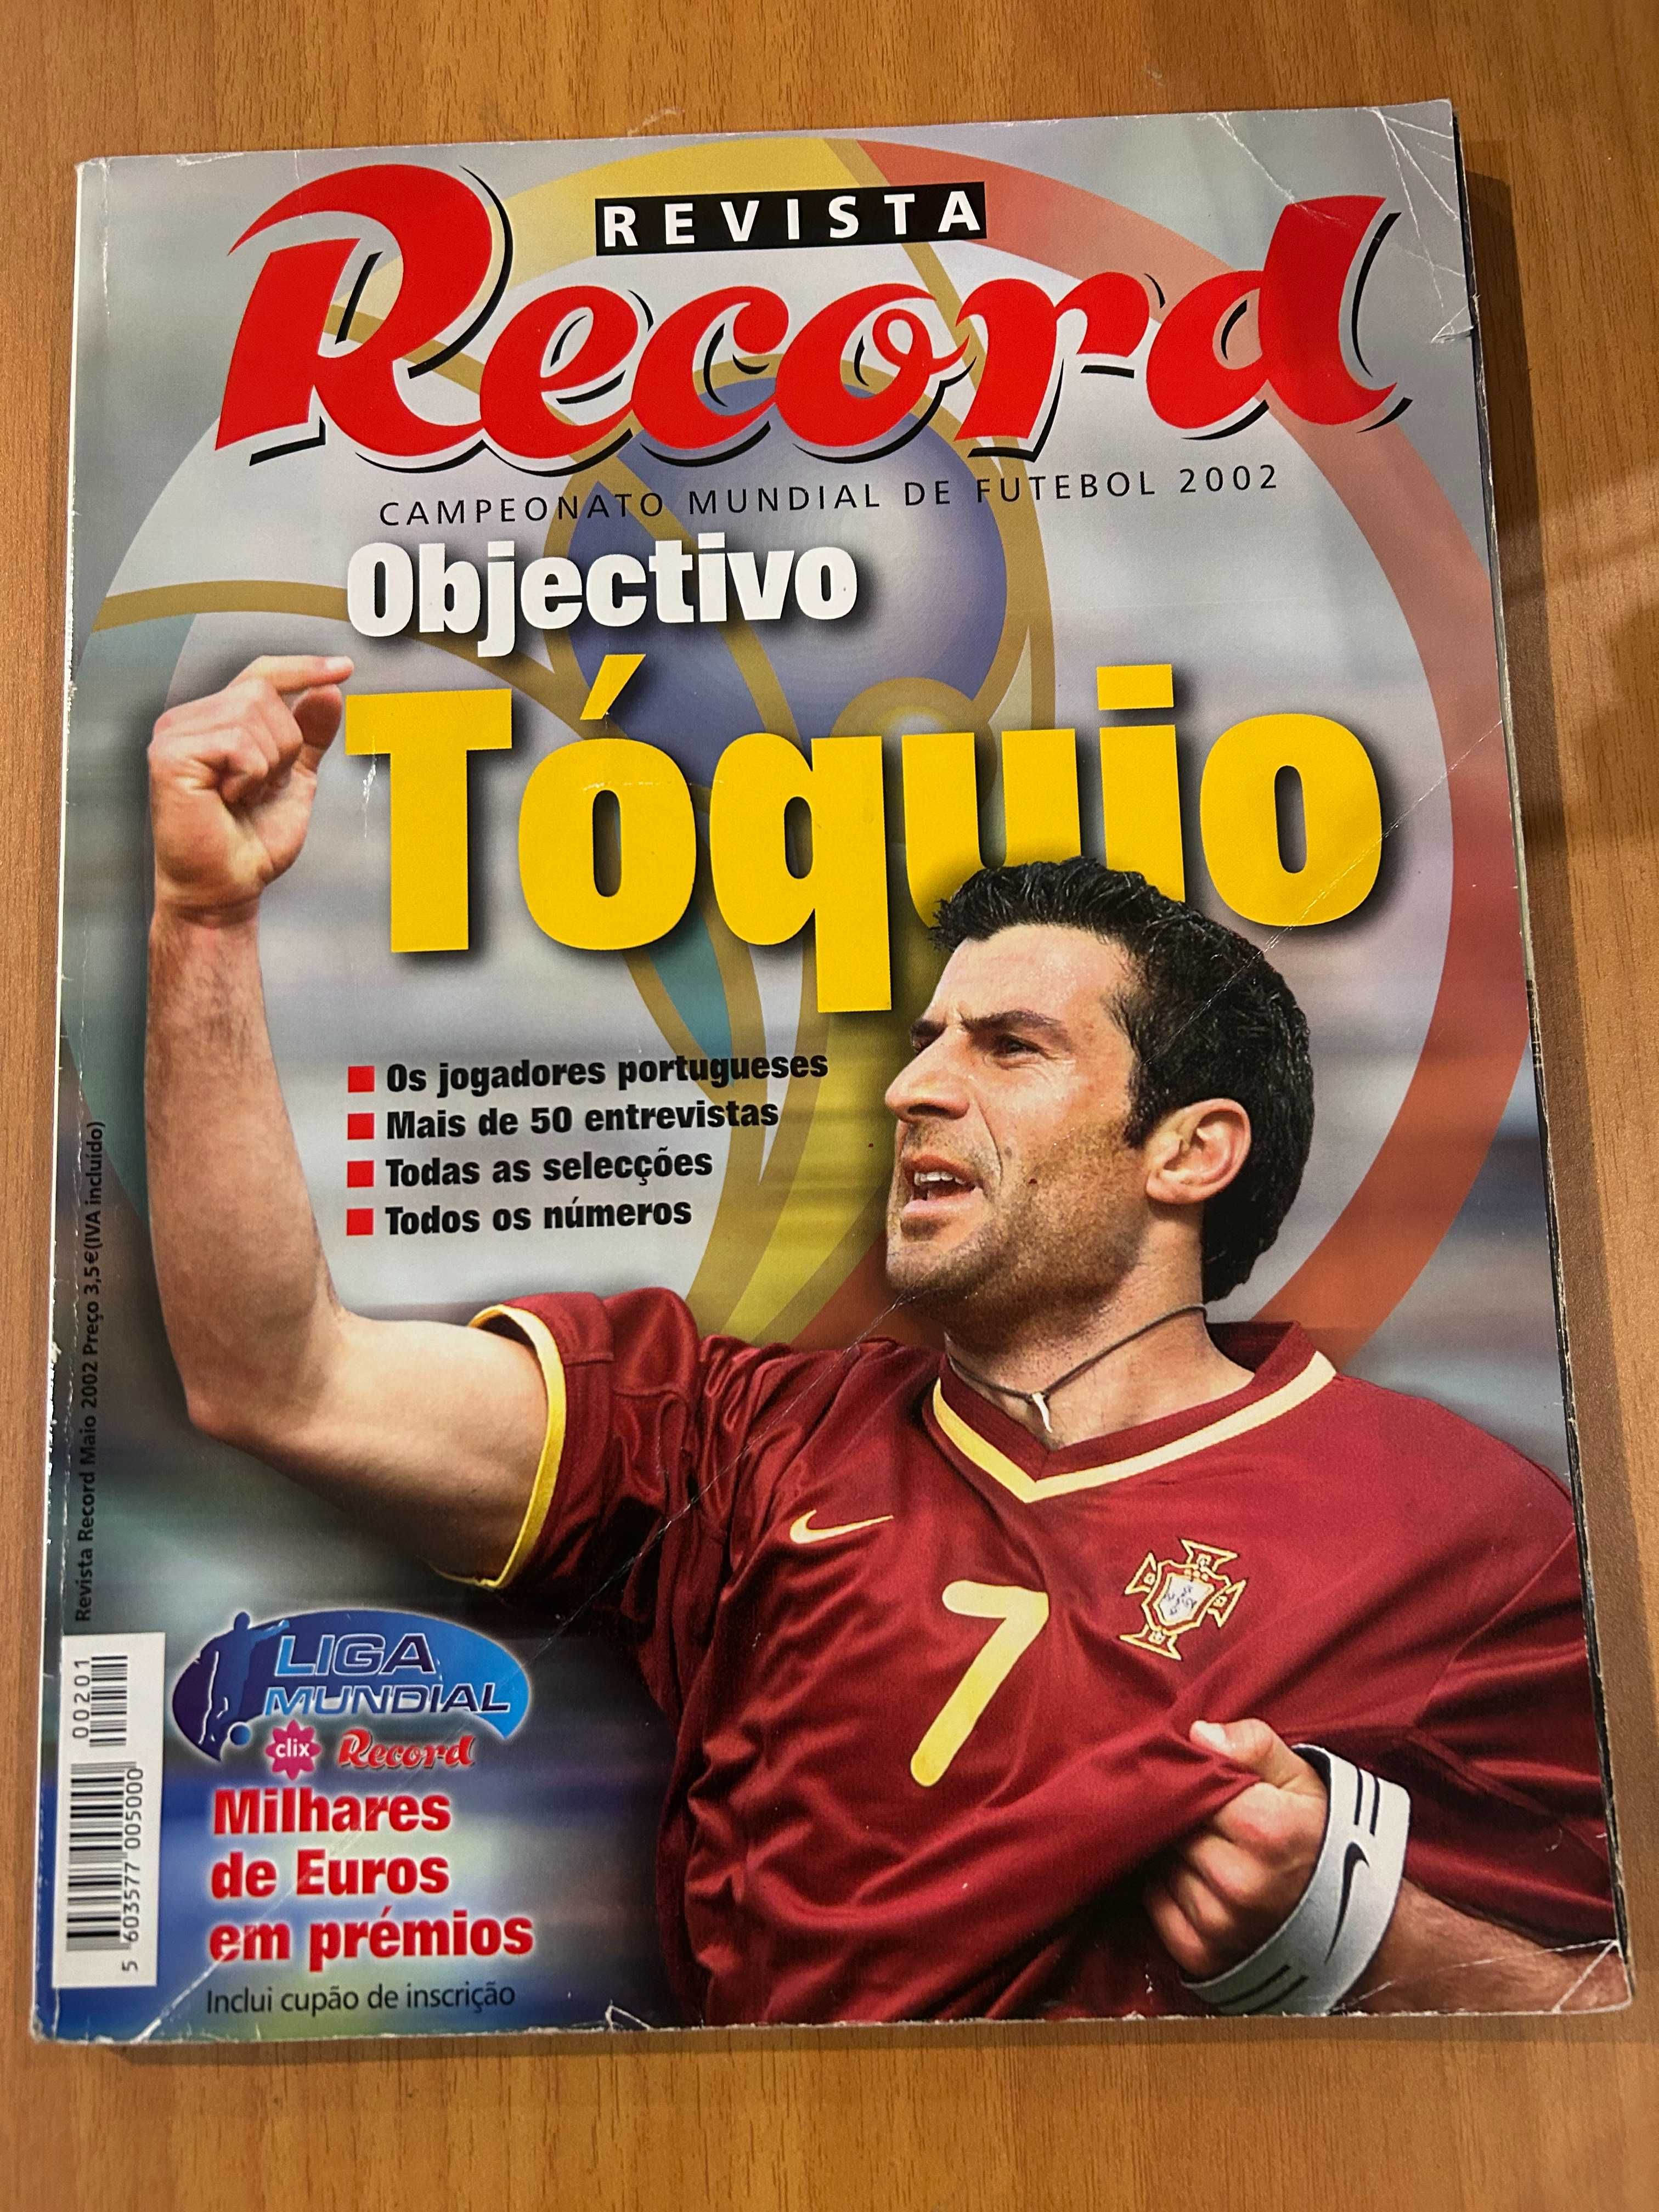 REVISTA
Record
CAMPEONATO MUNDIAL DE FUTEBOL 2002
Objectivo
Tóquio
Os jogadores portugueses
Mais de 50 entrevistas
Todas as selecções
Todos os números
Revista Record Maio 2002 Preço 3,5€(IVA incluído)
7
LIGA
MUNDIAL
clix Record
Milhares
de Euros
em prémios
Inclui cupão de inscrição
00201
5 603577 005000